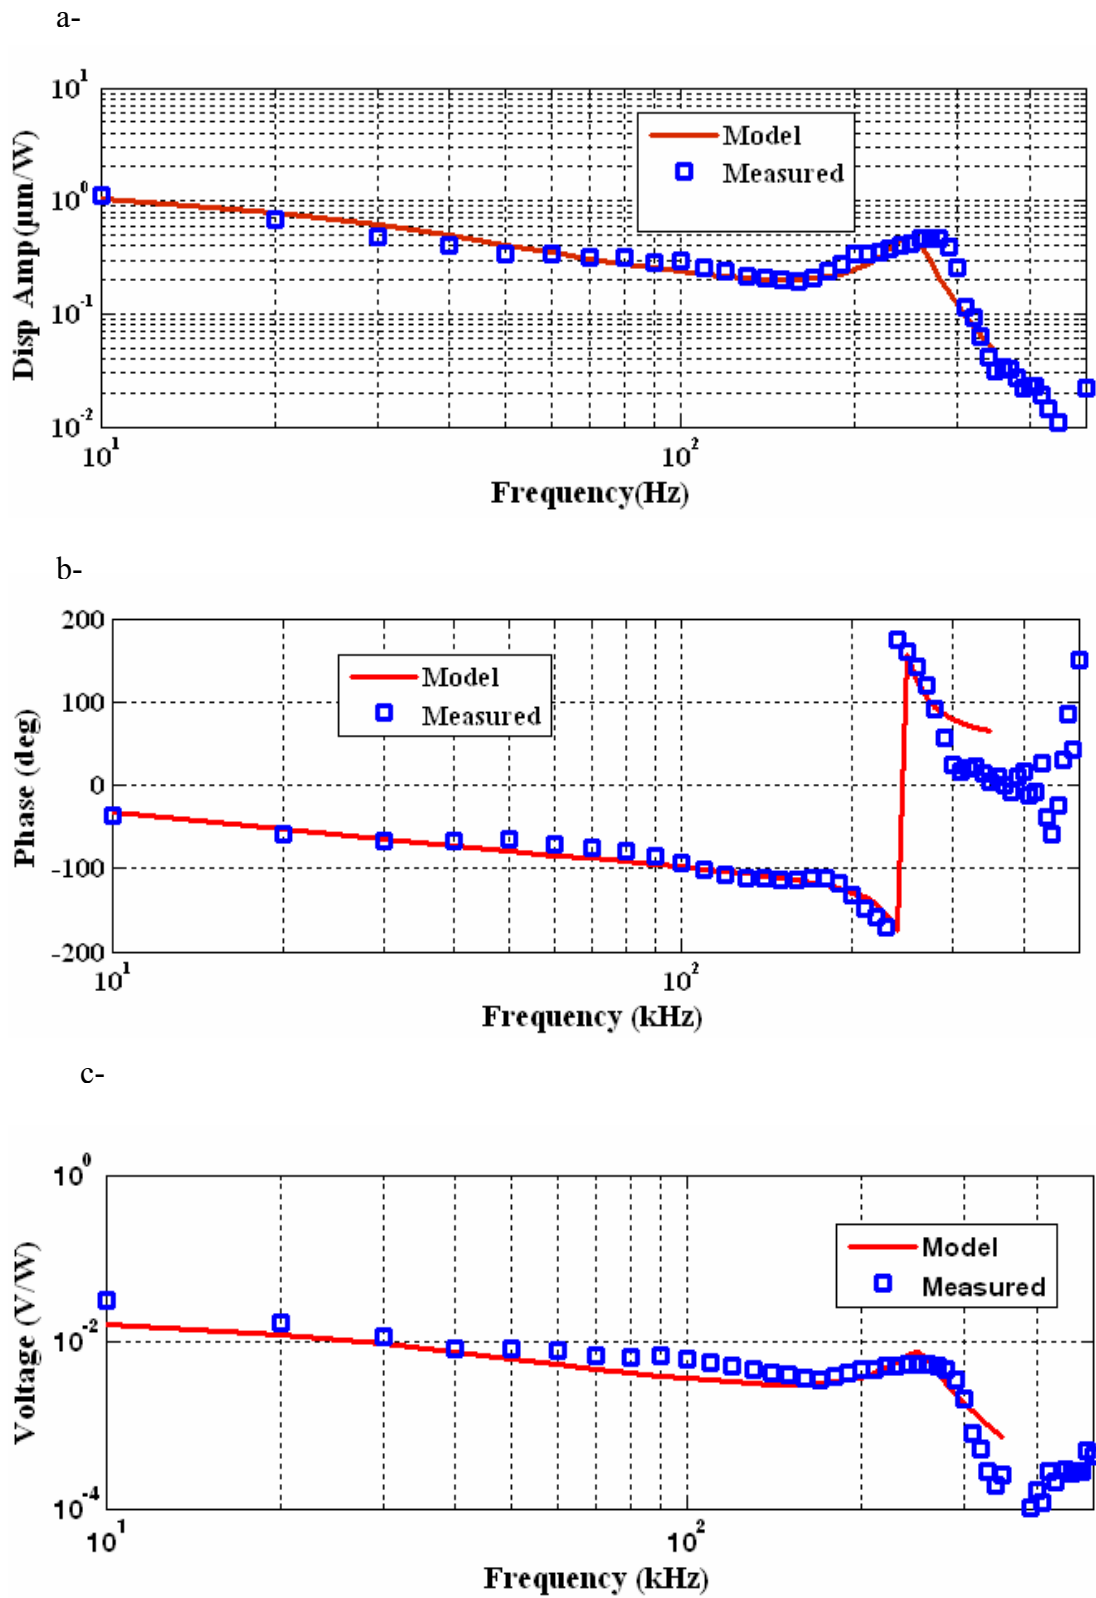 a-
10^1
10^0
10^-1
10^-2
Disp Amp(μm/W)
Model
Measured
10^1
10^2
Frequency(Hz)
b-
200
100
0
-100
-200
Phase (deg)
Model
Measured
10^1
10^2
Frequency (kHz)
c-
10^0
10^-2
10^-4
Voltage (V/W)
Model
Measured
10^1
10^2
Frequency (kHz)